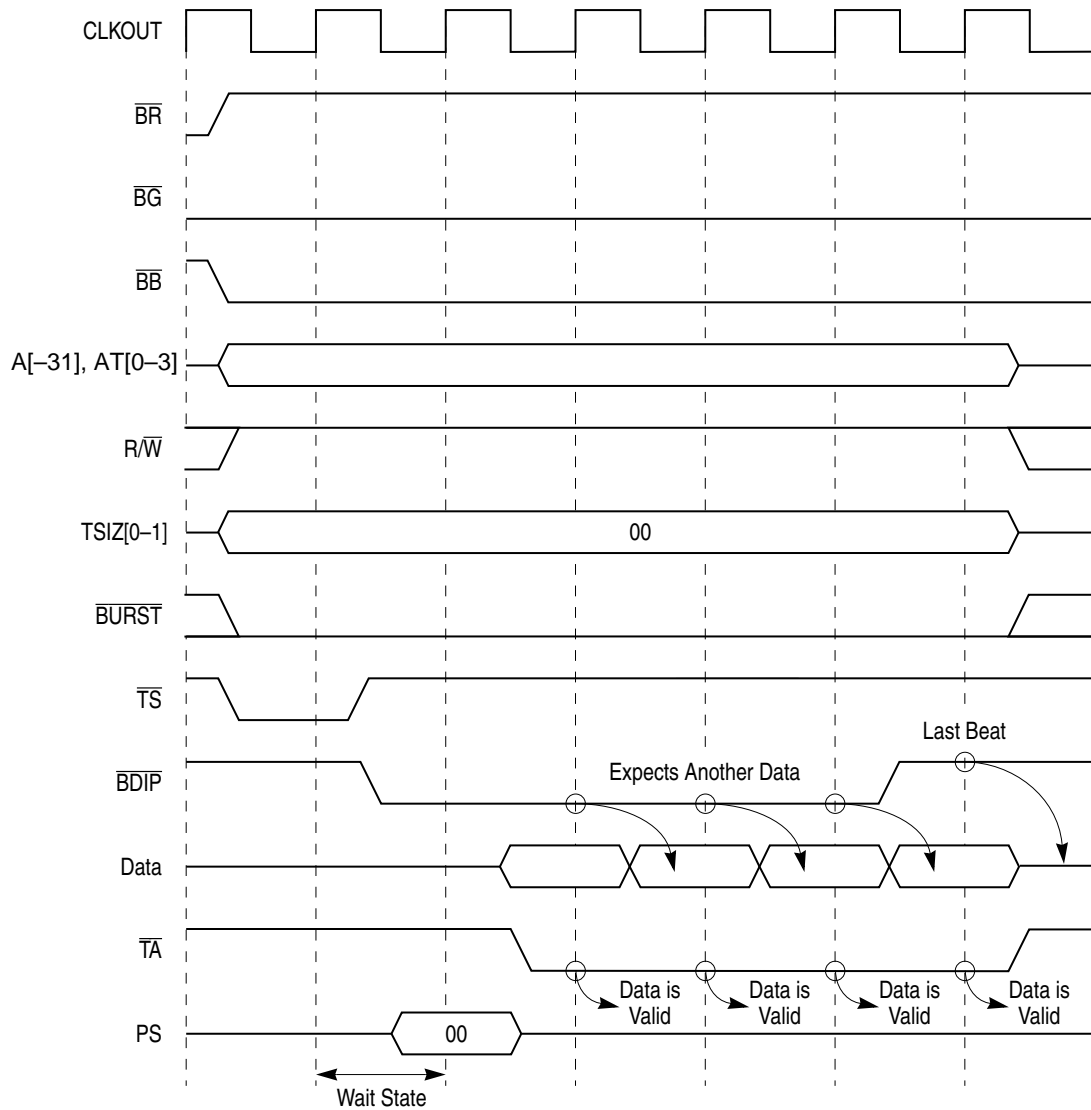 CLKOUT
BR
BG
BB
A[–31], AT[0–3]
R/W
TSIZ[0–1]
00
BURST
TS
Last Beat
BDIP
Expects Another Data
Data
TA
Data is
Valid
Data is
Valid
Data is
Valid
Data is
Valid
PS
00
Wait State